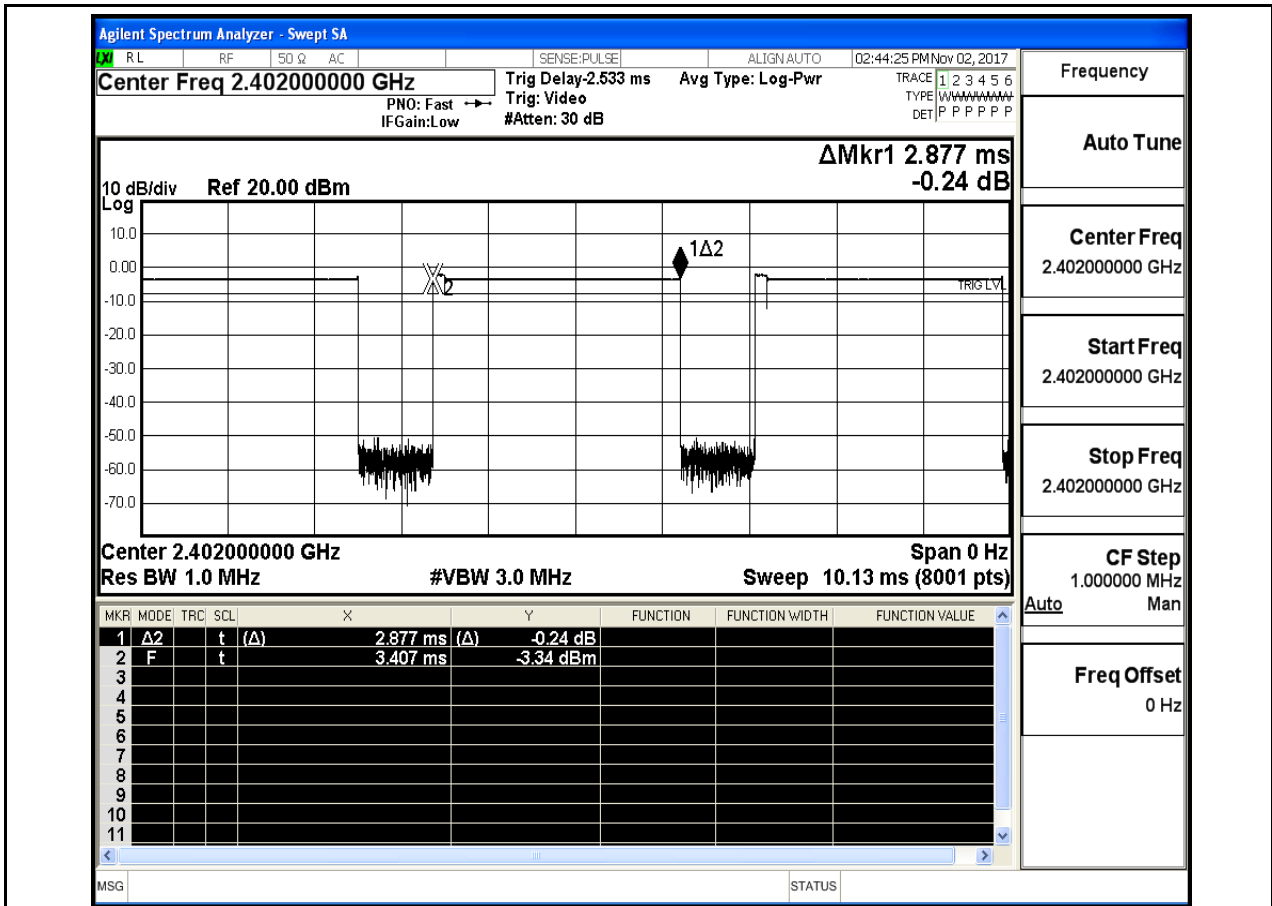 Agilent Spectrum Analyzer - Swept SA
LXI RL RF 50 Ω AC SENSE:PULSE ALIGN AUTO 02:44:25 PM Nov 02, 2017
Center Freq 2.402000000 GHz
PNO: Fast
IFGain:Low
Trig Delay-2.533 ms
Trig: Video
#Atten: 30 dB
Avg Type: Log-Pwr
TRACE 1 2 3 4 5 6
TYPE WWWWWW
DET P P P P P P
ΔMkr1 2.877 ms
-0.24 dB
10 dB/div Ref 20.00 dBm
Log
10.0
0.00
-10.0
-20.0
-30.0
-40.0
-50.0
-60.0
-70.0
2
1Δ2
TRIG LVL
Center 2.402000000 GHz Span 0 Hz
Res BW 1.0 MHz #VBW 3.0 MHz Sweep 10.13 ms (8001 pts)
MKR MODE TRC SCL X Y FUNCTION FUNCTION WIDTH FUNCTION VALUE
1 Δ2 t (Δ) 2.877 ms (Δ) -0.24 dB
2 F t 3.407 ms -3.34 dBm
3
4
5
6
7
8
9
10
11
MSG STATUS
Frequency
Auto Tune
Center Freq
2.402000000 GHz
Start Freq
2.402000000 GHz
Stop Freq
2.402000000 GHz
CF Step
1.000000 MHz
Auto Man
Freq Offset
0 Hz